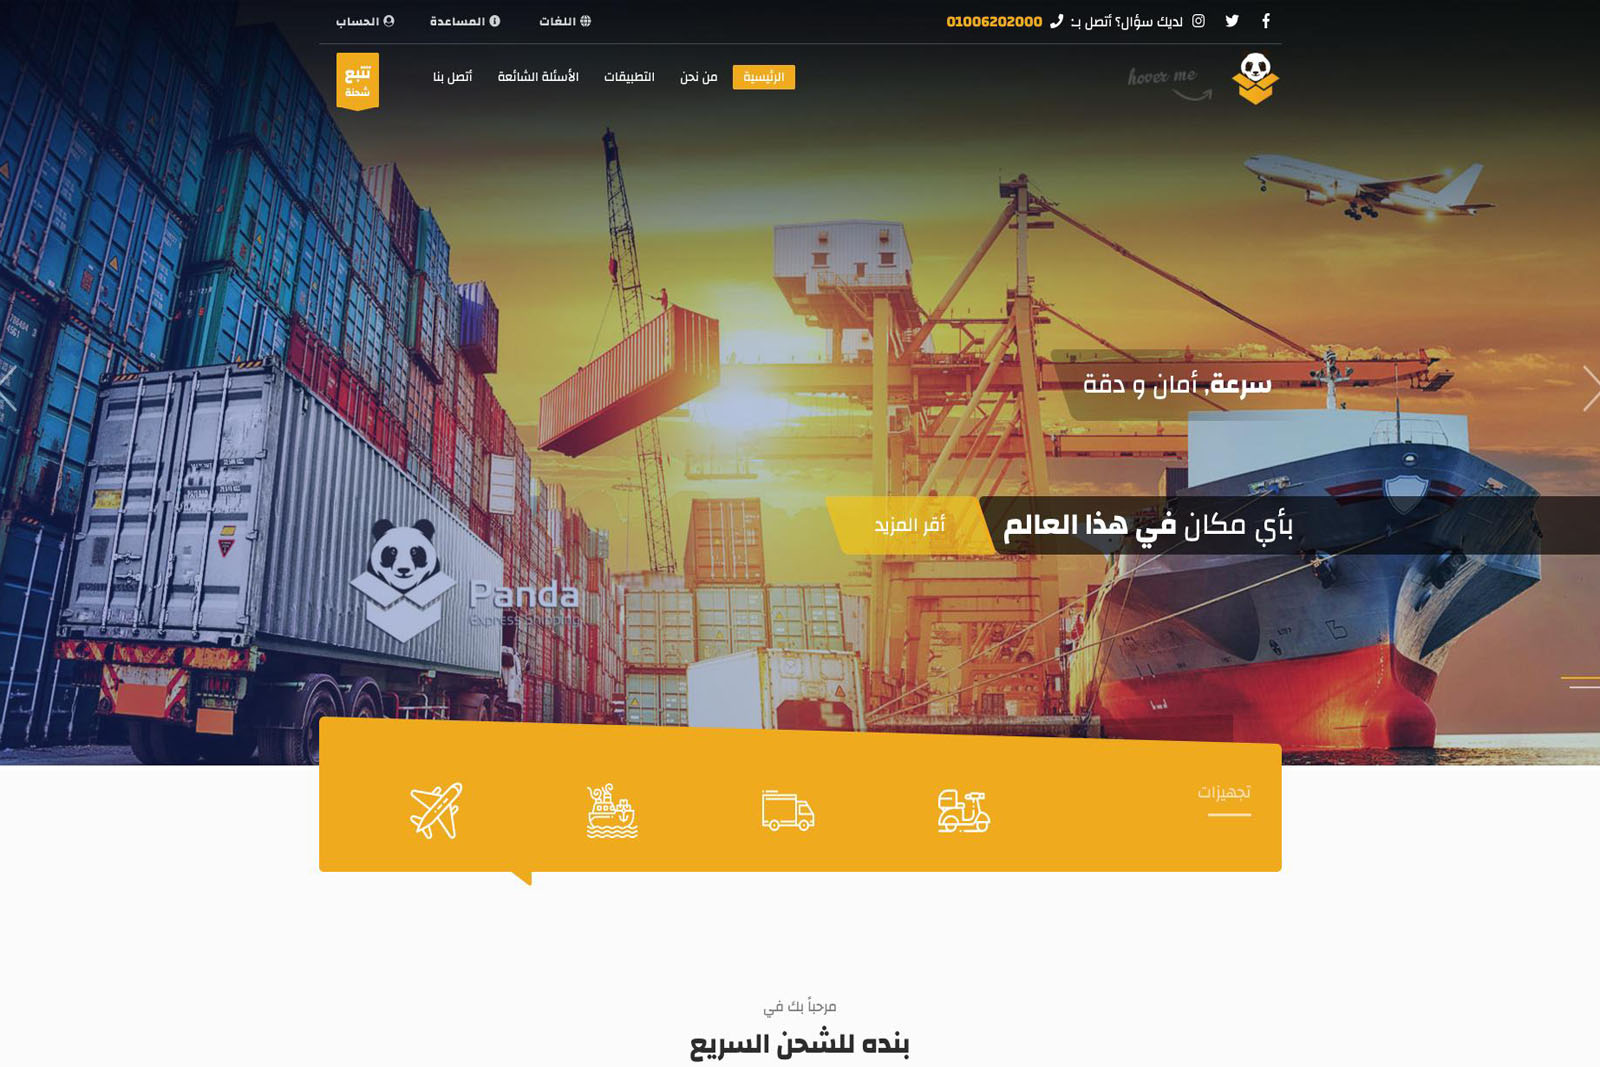 لديك سؤال؟ أتصل بـ: 01006202000
اللغات
المساعدة
الحساب
hover me
الرئيسية
من نحن
التطبيقات
الأسئلة الشائعة
أتصل بنا
تتبع
شحنة
سرعة, أمان و دقة
بأي مكان في هذا العالم
أقر المزيد
Panda
Express Shipping
تجهيزات
مرحباً بك في
بنده للشحن السريع